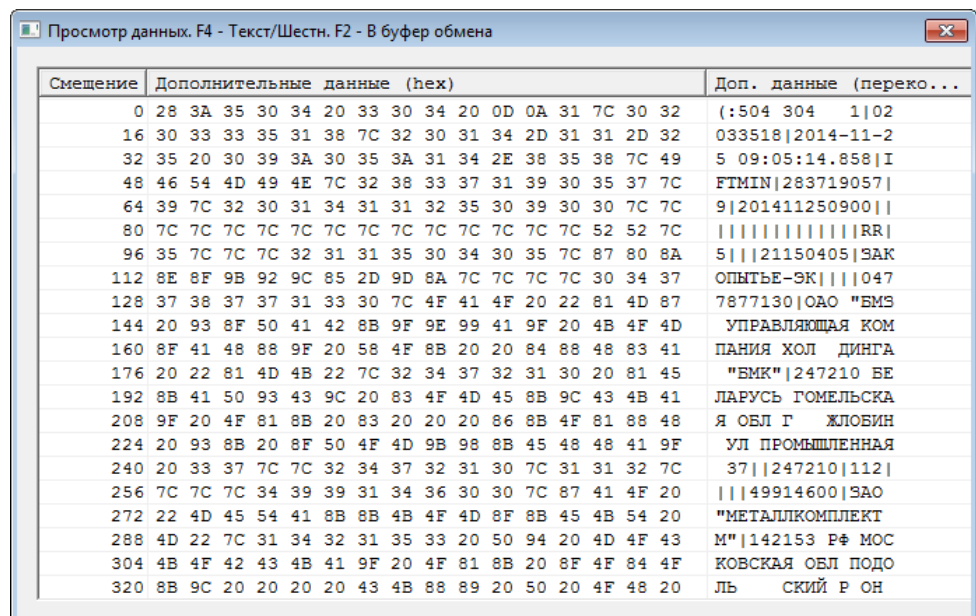 Просмотр данных. F4 - Текст/Шестн. F2 - В буфер обмена
Смещение Дополнительные данные (hex) Доп. данные (переко...
0 28 3A 35 30 34 20 33 30 34 20 0D 0A 31 7C 30 32 (:504 304 1|02
16 30 33 33 35 31 38 7C 32 30 31 34 2D 31 31 2D 32 033518|2014-11-2
32 35 20 30 39 3A 30 35 3A 31 34 2E 38 35 38 7C 49 5 09:05:14.858|I
48 46 54 4D 49 4E 7C 32 38 33 37 31 39 30 35 37 7C FTMIN|283719057|
64 39 7C 32 30 31 34 31 31 32 35 30 39 30 30 7C 7C 9|201411250900||
80 7C 7C 7C 7C 7C 7C 7C 7C 7C 7C 7C 7C 7C 52 52 7C |||||||||||||RR|
96 35 7C 7C 7C 32 31 31 35 30 34 30 35 7C 87 80 8A 5|||21150405|ЗАК
112 8E 8F 9B 92 9C 85 2D 9D 8A 7C 7C 7C 7C 30 34 37 ОПЫТЬЕ-ЭК||||047
128 37 38 37 37 31 33 30 7C 4F 41 4F 20 22 81 4D 87 7877130|OAO "БMЗ
144 20 93 8F 50 41 42 8B 9F 9E 99 41 9F 20 4B 4F 4D УПРАВЛЯЮЩАЯ КОМ
160 8F 41 48 88 9F 20 58 4F 8B 20 20 84 88 48 83 41 ПАНИЯ ХОЛ ДИНГА
176 20 22 81 4D 4B 22 7C 32 34 37 32 31 30 20 81 45 "БМК"|247210 БЕ
192 8B 41 50 93 43 9C 20 83 4F 4D 45 8B 9C 43 4B 41 ЛАРУСЬ ГОМЕЛЬСКА
208 9F 20 4F 81 8B 20 83 20 20 20 86 8B 4F 81 88 48 Я ОБЛ Г ЖЛОБИН
224 20 93 8B 20 8F 50 4F 4D 9B 98 8B 45 48 48 41 9F УЛ ПРОМЫШЛЕННАЯ
240 20 33 37 7C 7C 32 34 37 32 31 30 7C 31 31 32 7C 37||247210|112|
256 7C 7C 7C 34 39 39 31 34 36 30 30 7C 87 41 4F 20 |||49914600|ЗАО
272 22 4D 45 54 41 8B 8B 4B 4F 4D 8F 8B 45 4B 54 20 "МЕТАЛЛКОМПЛЕКТ
288 4D 22 7C 31 34 32 31 35 33 20 50 94 20 4D 4F 43 М"|142153 РФ МОС
304 4B 4F 42 43 4B 41 9F 20 4F 81 8B 20 8F 4F 84 4F КОВСКАЯ ОБЛ ПОДО
320 8B 9C 20 20 20 20 43 4B 88 89 20 50 20 4F 48 20 ЛЬ СКИЙ Р ОН